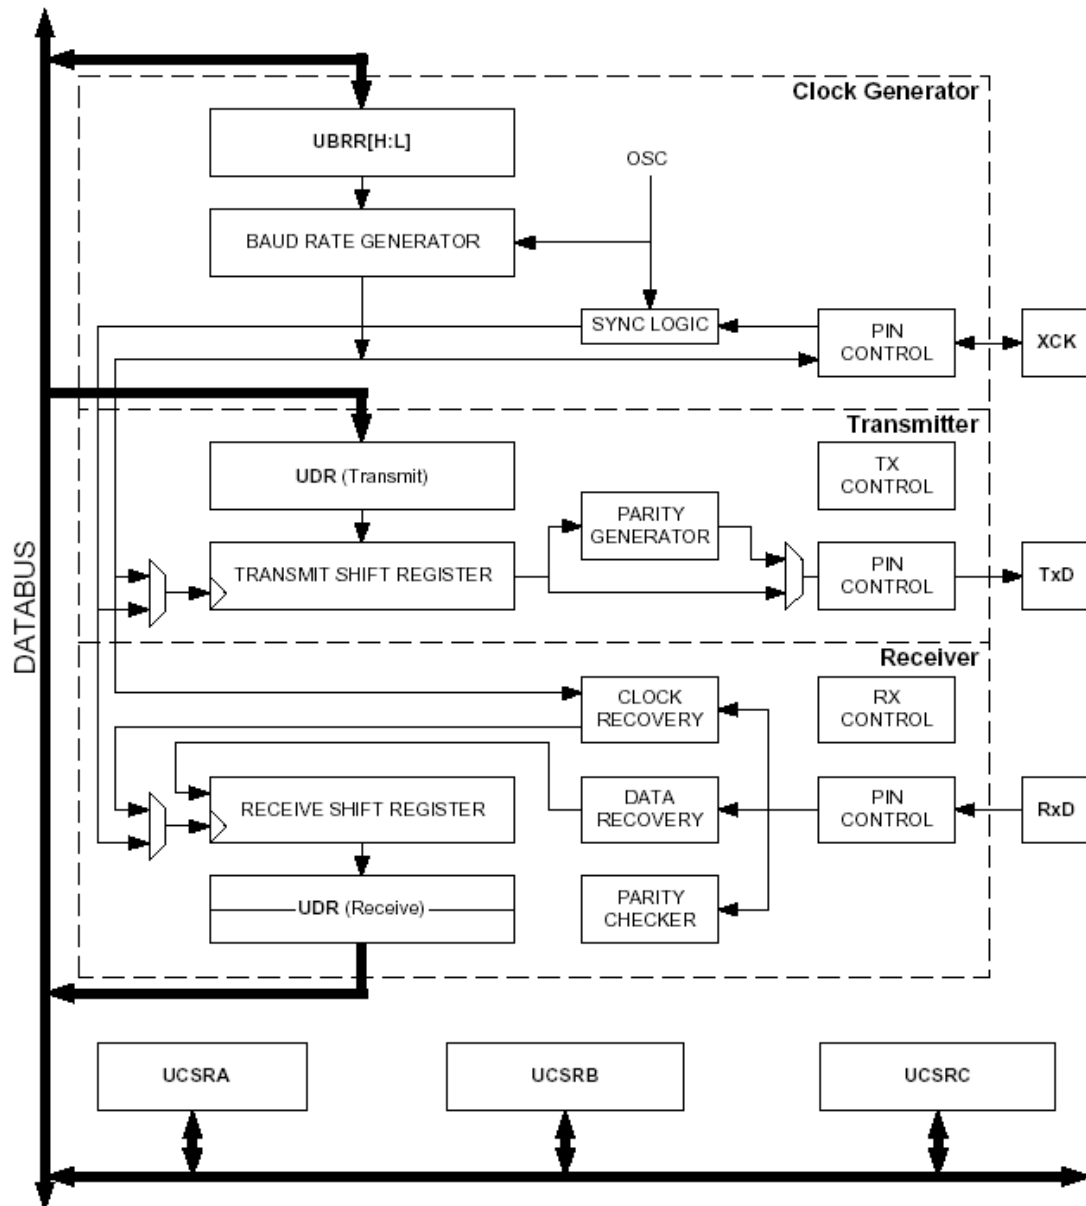 Clock Generator
UBRR[H:L]
OSC
BAUD RATE GENERATOR
SYNC LOGIC
PIN
CONTROL
XCK
Transmitter
UDR (Transmit)
TX
CONTROL
PARITY
GENERATOR
TRANSMIT SHIFT REGISTER
PIN
CONTROL
TxD
DATABUS
Receiver
CLOCK
RECOVERY
RX
CONTROL
RECEIVE SHIFT REGISTER
DATA
RECOVERY
PIN
CONTROL
RxD
UDR (Receive)
PARITY
CHECKER
UCSRA
UCSRB
UCSRC